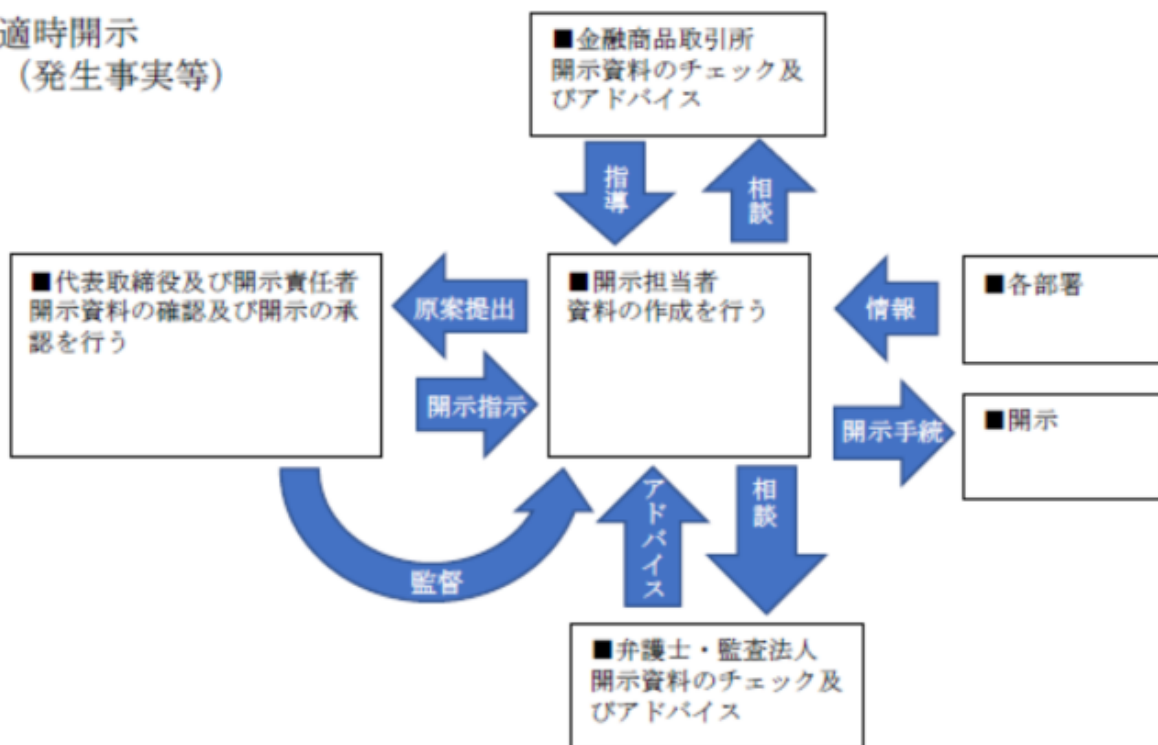 適時開示
（発生事実等）
■金融商品取引所
開示資料のチェック及
びアドバイス
指導
相談
■代表取締役及び開示責任者
開示資料の確認及び開示の承
認を行う
原案提出
開示指示
■開示担当者
資料の作成を行う
情報
■各部署
開示手続
■開示
監督
アドバイス
相談
■弁護士・監査法人
開示資料のチェック及
びアドバイス